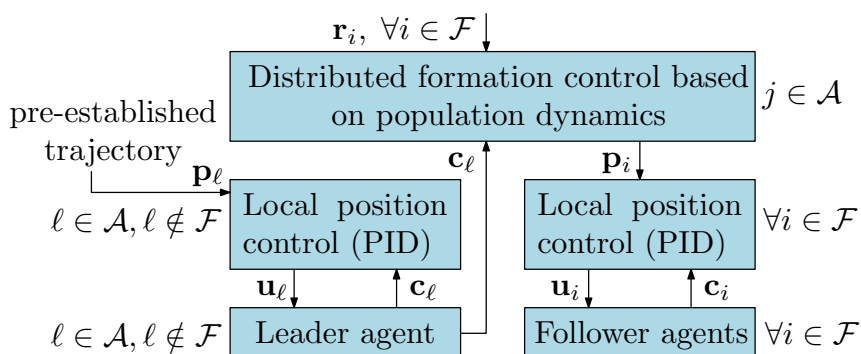 r_i, ∀i ∈ F
Distributed formation control based
on population dynamics
j ∈ A
pre-established
trajectory
p_ℓ
c_ℓ
p_i
ℓ ∈ A, ℓ ∉ F
Local position
control (PID)
Local position
control (PID)
∀i ∈ F
u_ℓ
c_ℓ
u_i
c_i
ℓ ∈ A, ℓ ∉ F
Leader agent
Follower agents
∀i ∈ F